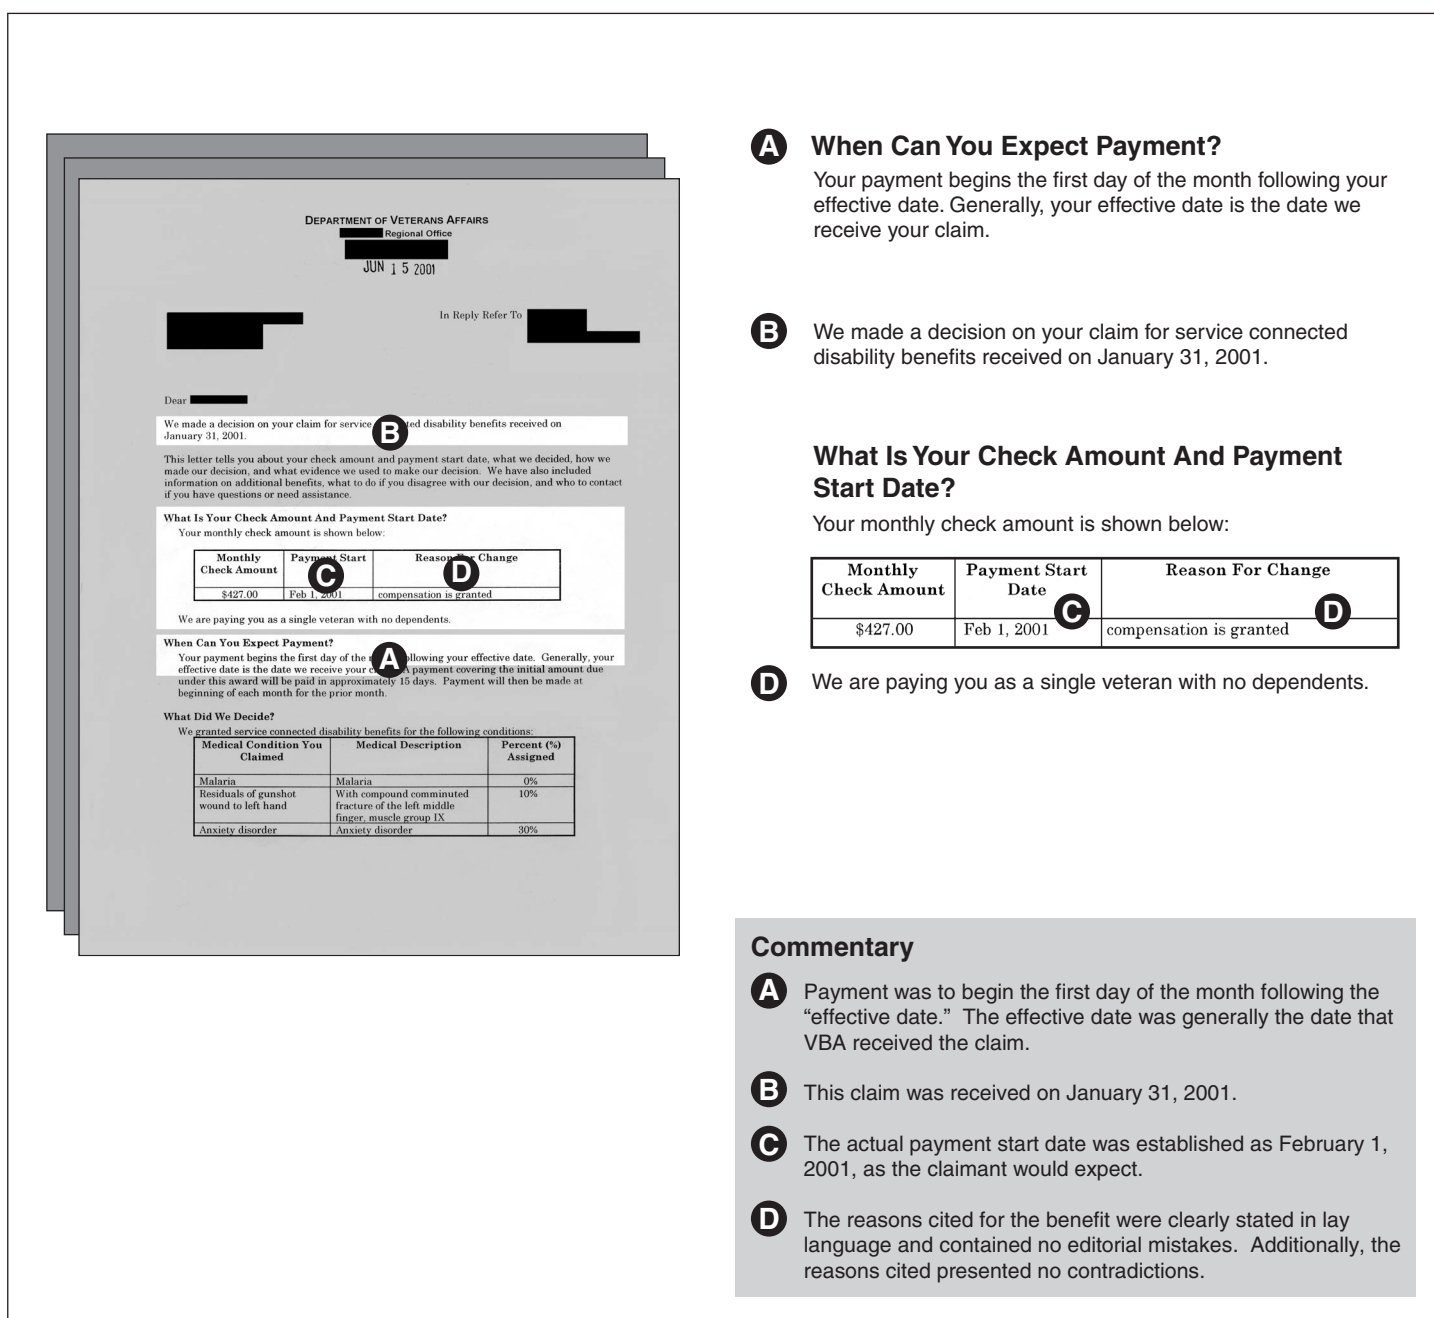 DEPARTMENT OF VETERANS AFFAIRS
Regional Office
JUN 15 2001
In Reply Refer To
Dear
We made a decision on your claim for service ted disability benefits received on
January 31, 2001.
B
This letter tells you about your check amount and payment start date, what we decided, how we
made our decision, and what evidence we used to make our decision. We have also included
information on additional benefits, what to do if you disagree with our decision, and who to contact
if you have questions or need assistance.
What Is Your Check Amount And Payment Start Date?
Your monthly check amount is shown below:
Monthly Check Amount
Payment Start
C
Reason For Change
D
$427.00
Feb 1, 2001
compensation is granted
We are paying you as a single veteran with no dependents.
When Can You Expect Payment?
Your payment begins the first day of the ollowing your effective date. Generally, your
A
effective date is the date we receive your A payment covering the initial amount due
under this award will be paid in approximately 15 days. Payment will then be made at
beginning of each month for the prior month.
What Did We Decide?
We granted service connected disability benefits for the following conditions:
Medical Condition You Claimed
Medical Description
Percent (%) Assigned
Malaria
Malaria
0%
Residuals of gunshot
wound to left hand
With compound comminuted
fracture of the left middle
finger, muscle group IX
10%
Anxiety disorder
Anxiety disorder
30%
A When Can You Expect Payment?
Your payment begins the first day of the month following your
effective date. Generally, your effective date is the date we
receive your claim.
B We made a decision on your claim for service connected
disability benefits received on January 31, 2001.
What Is Your Check Amount And Payment
Start Date?
Your monthly check amount is shown below:
Monthly
Check Amount
Payment Start
Date
C
Reason For Change
D
$427.00
Feb 1, 2001
compensation is granted
D We are paying you as a single veteran with no dependents.
Commentary
A Payment was to begin the first day of the month following the
“effective date.” The effective date was generally the date that
VBA received the claim.
B This claim was received on January 31, 2001.
C The actual payment start date was established as February 1,
2001, as the claimant would expect.
D The reasons cited for the benefit were clearly stated in lay
language and contained no editorial mistakes. Additionally, the
reasons cited presented no contradictions.